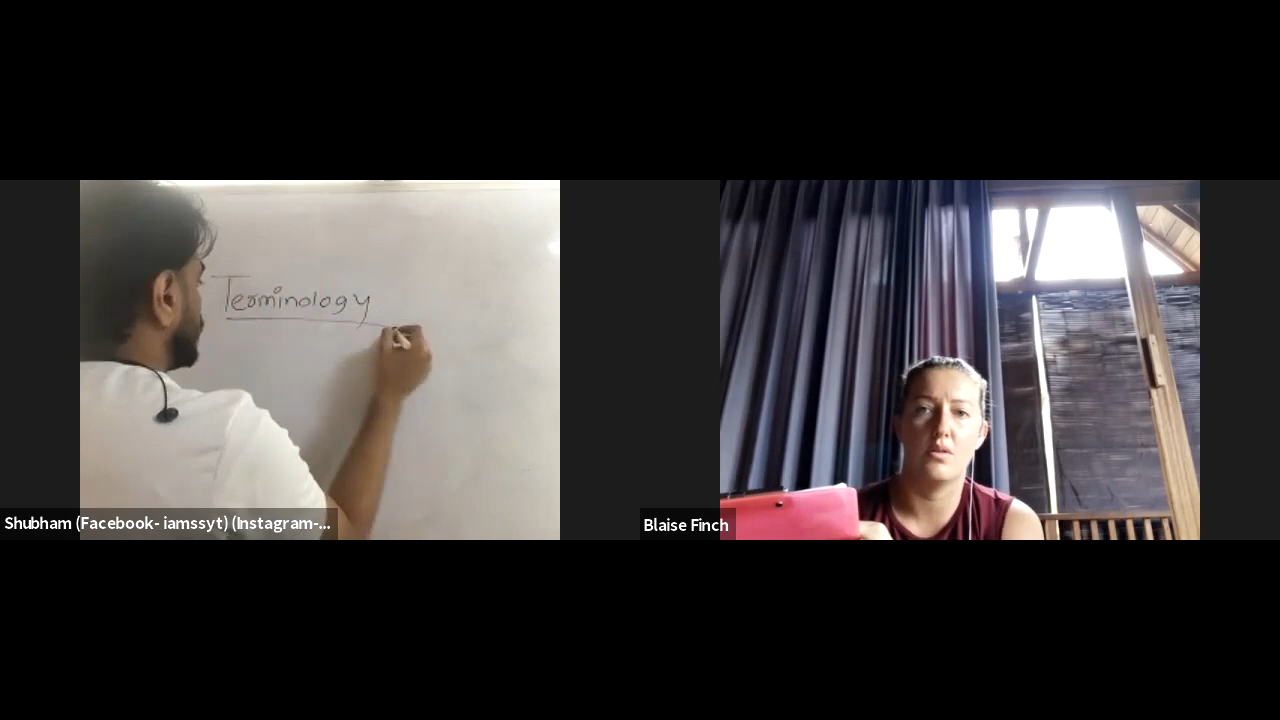 Terminology
Shubham (Facebook- iamssyt) (Instagram-...
Blaise Finch